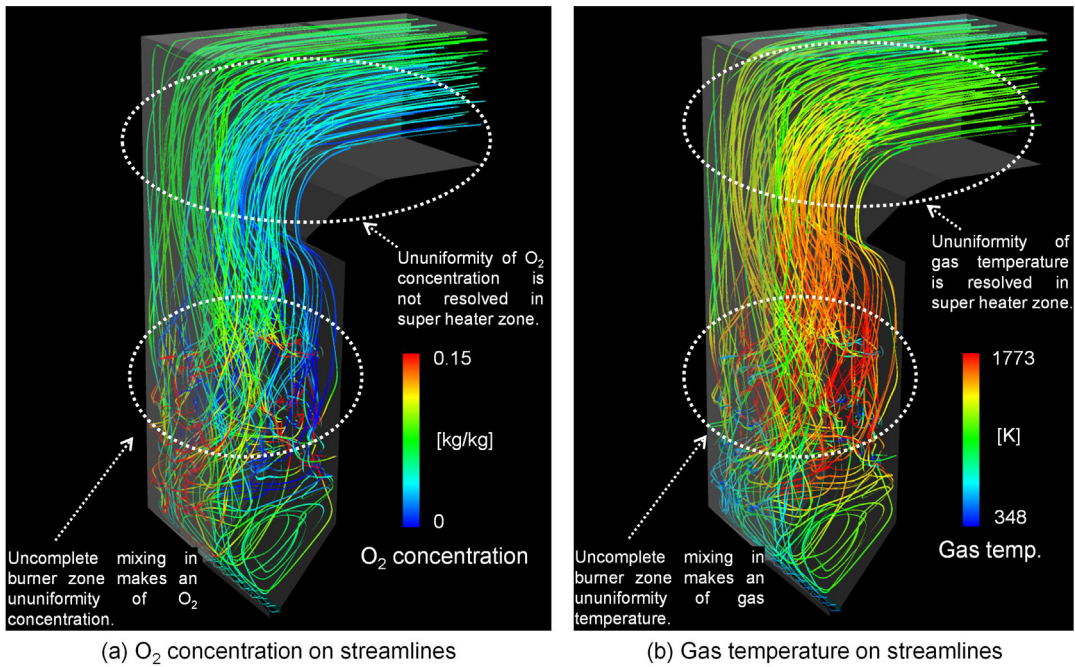 Ununiformity of O₂
concentration is
not resolved in
super heater zone.
0.15
[kg/kg]
0
O₂ concentration
Uncomplete mixing in
burner zone makes an
ununiformity of O₂
concentration.
(a) O₂ concentration on streamlines
Ununiformity of
gas temperature
is resolved in
super heater zone.
1773
[K]
348
Gas temp.
Uncomplete mixing in
burner zone makes an
ununiformity of gas
temperature.
(b) Gas temperature on streamlines